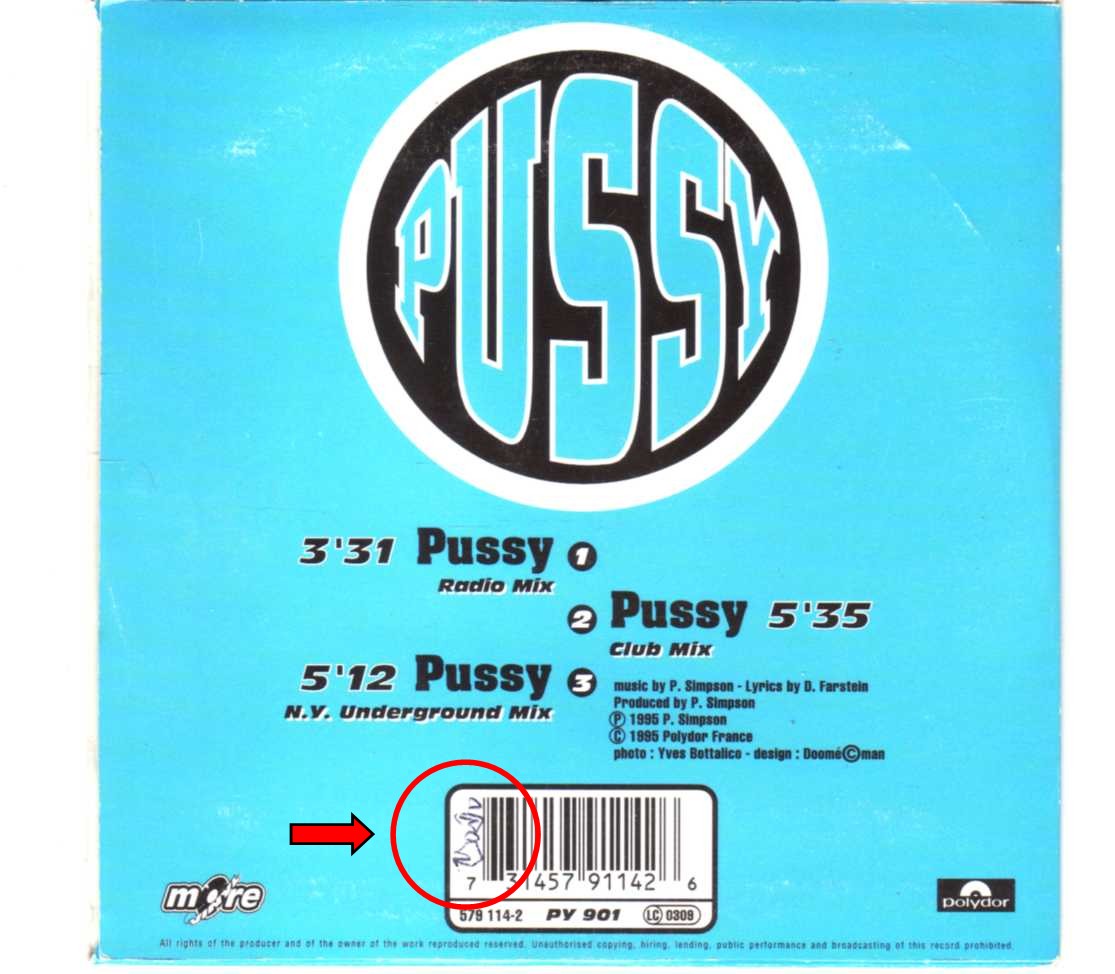 PUSSY
3'31 Pussy 1
Radio Mix
2 Pussy 5'35
Club Mix
5'12 Pussy 3
N.Y. Underground Mix
music by P. Simpson - Lyrics by D. Farstein
Produced by P. Simpson
Ⓟ 1995 P. Simpson
Ⓒ 1995 Polydor France
photo : Yves Bottalico - design : DooméⒸman
7 31457 91142 6
579 114-2 PY 901 LC 0309
more
polydor
All rights of the producer and of the owner of the work reproduced reserved. Unauthorised copying, hiring, lending, public performance and broadcasting of this record prohibited.